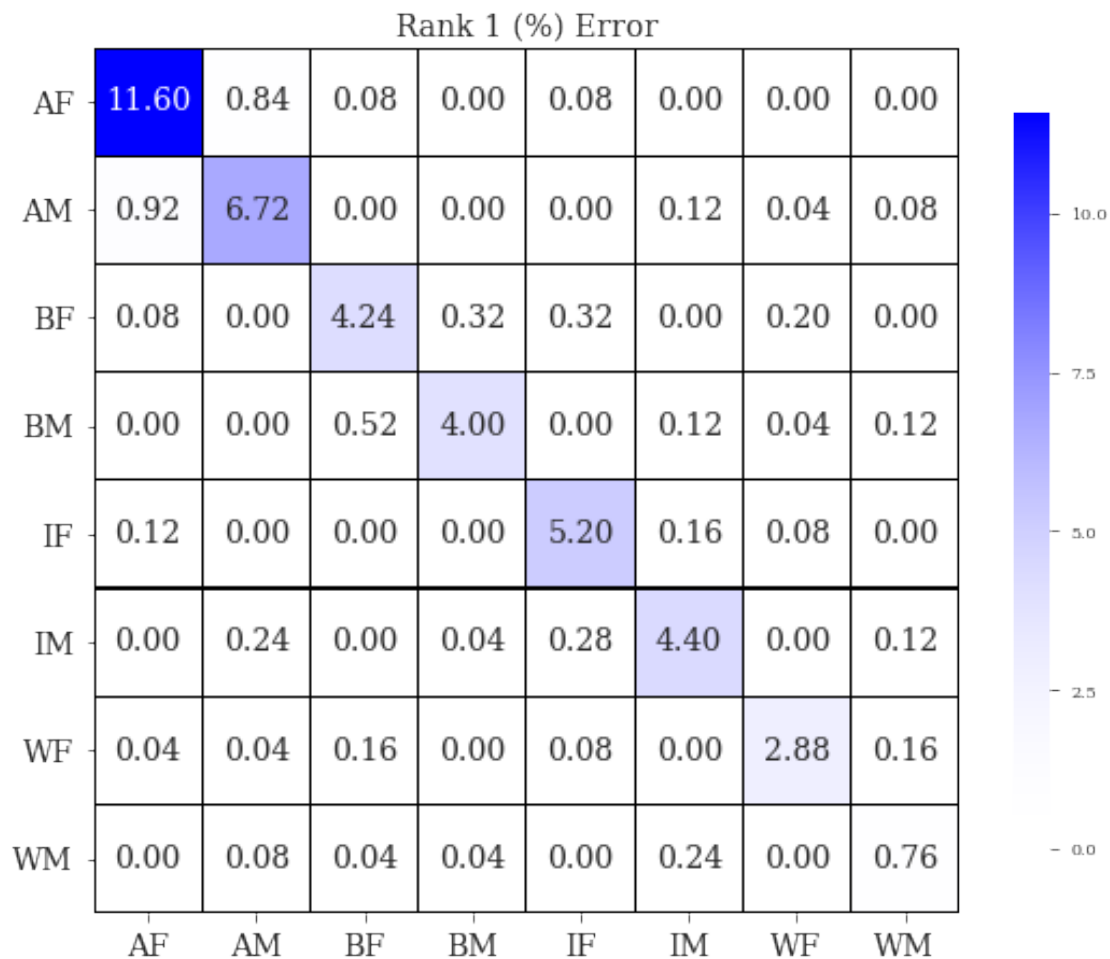 Rank 1 (%) Error
AF 11.60 0.84 0.08 0.00 0.08 0.00 0.00 0.00
AM 0.92 6.72 0.00 0.00 0.00 0.12 0.04 0.08
BF 0.08 0.00 4.24 0.32 0.32 0.00 0.20 0.00
BM 0.00 0.00 0.52 4.00 0.00 0.12 0.04 0.12
IF 0.12 0.00 0.00 0.00 5.20 0.16 0.08 0.00
IM 0.00 0.24 0.00 0.04 0.28 4.40 0.00 0.12
WF 0.04 0.04 0.16 0.00 0.08 0.00 2.88 0.16
WM 0.00 0.08 0.04 0.04 0.00 0.24 0.00 0.76
AF AM BF BM IF IM WF WM
10.0
7.5
5.0
2.5
0.0